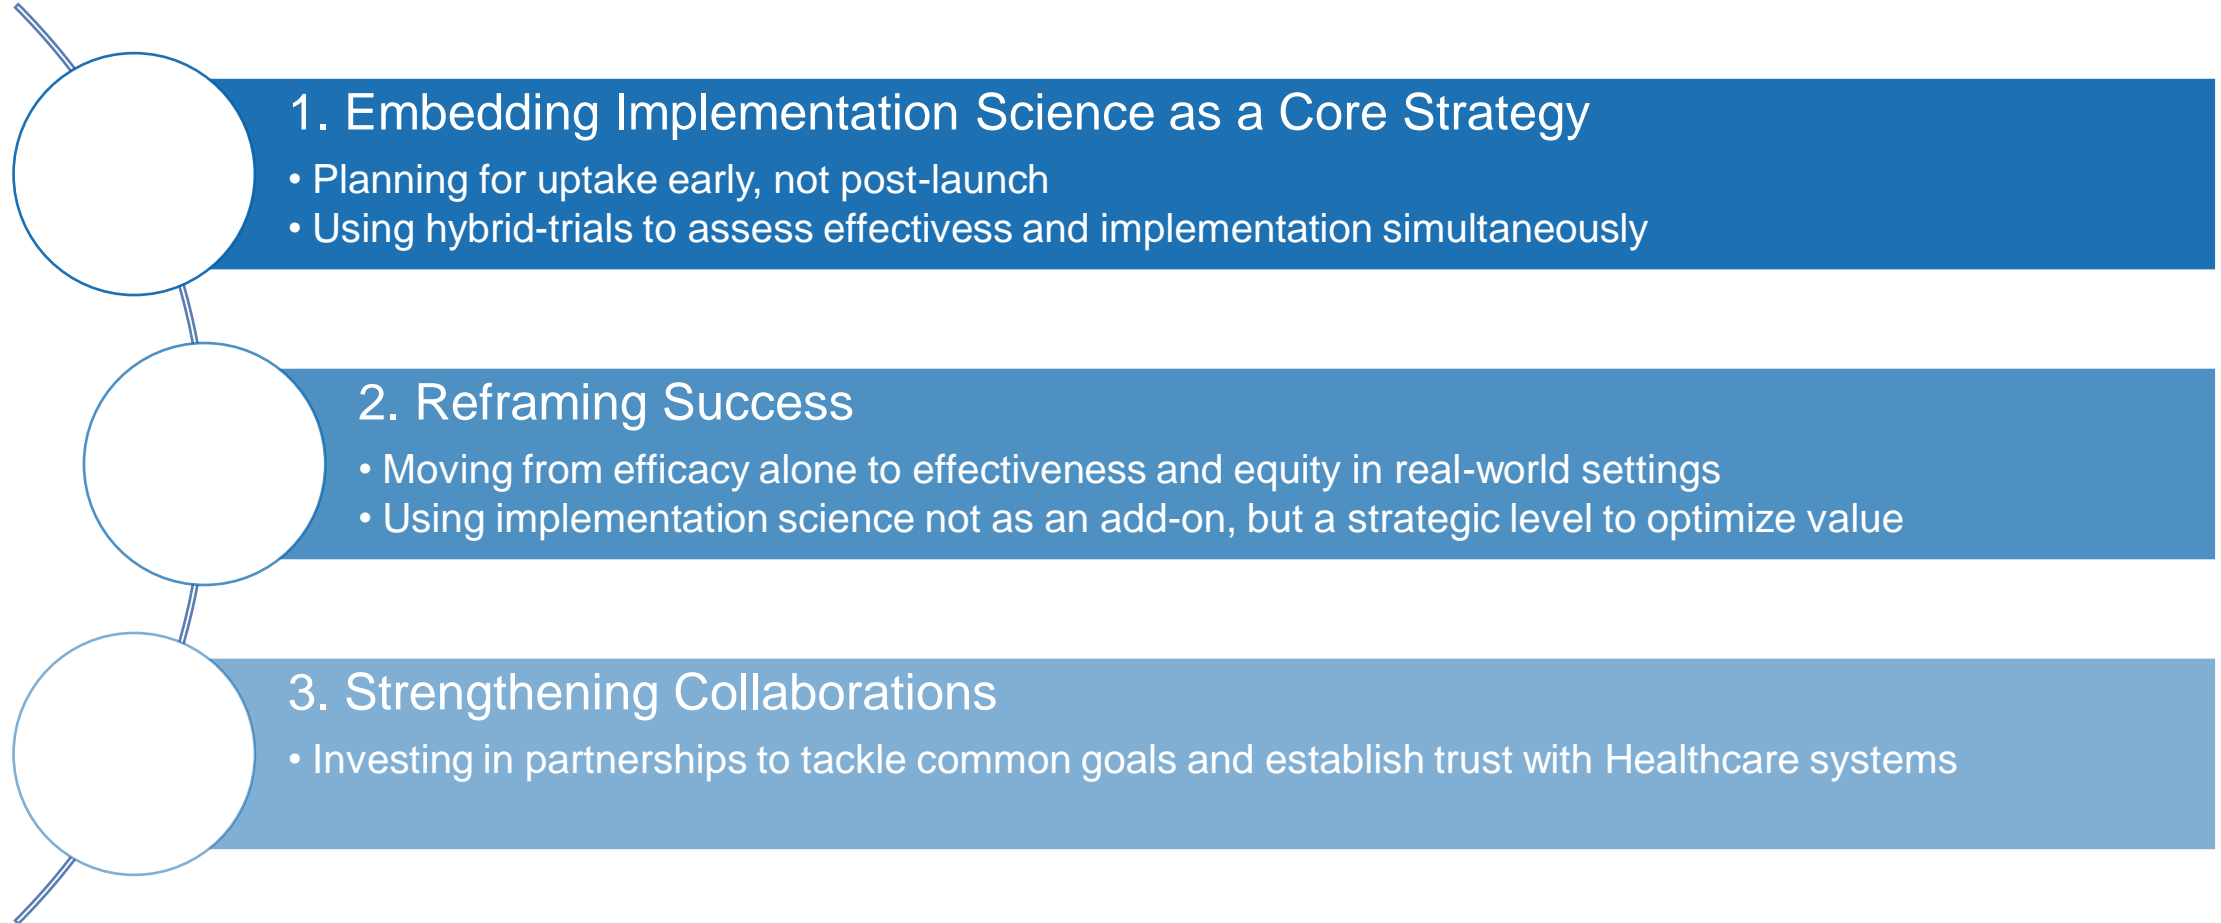 1. Embedding Implementation Science as a Core Strategy
• Planning for uptake early, not post-launch
• Using hybrid-trials to assess effectivess and implementation simultaneously
2. Reframing Success
• Moving from efficacy alone to effectiveness and equity in real-world settings
• Using implementation science not as an add-on, but a strategic level to optimize value
3. Strengthening Collaborations
• Investing in partnerships to tackle common goals and establish trust with Healthcare systems